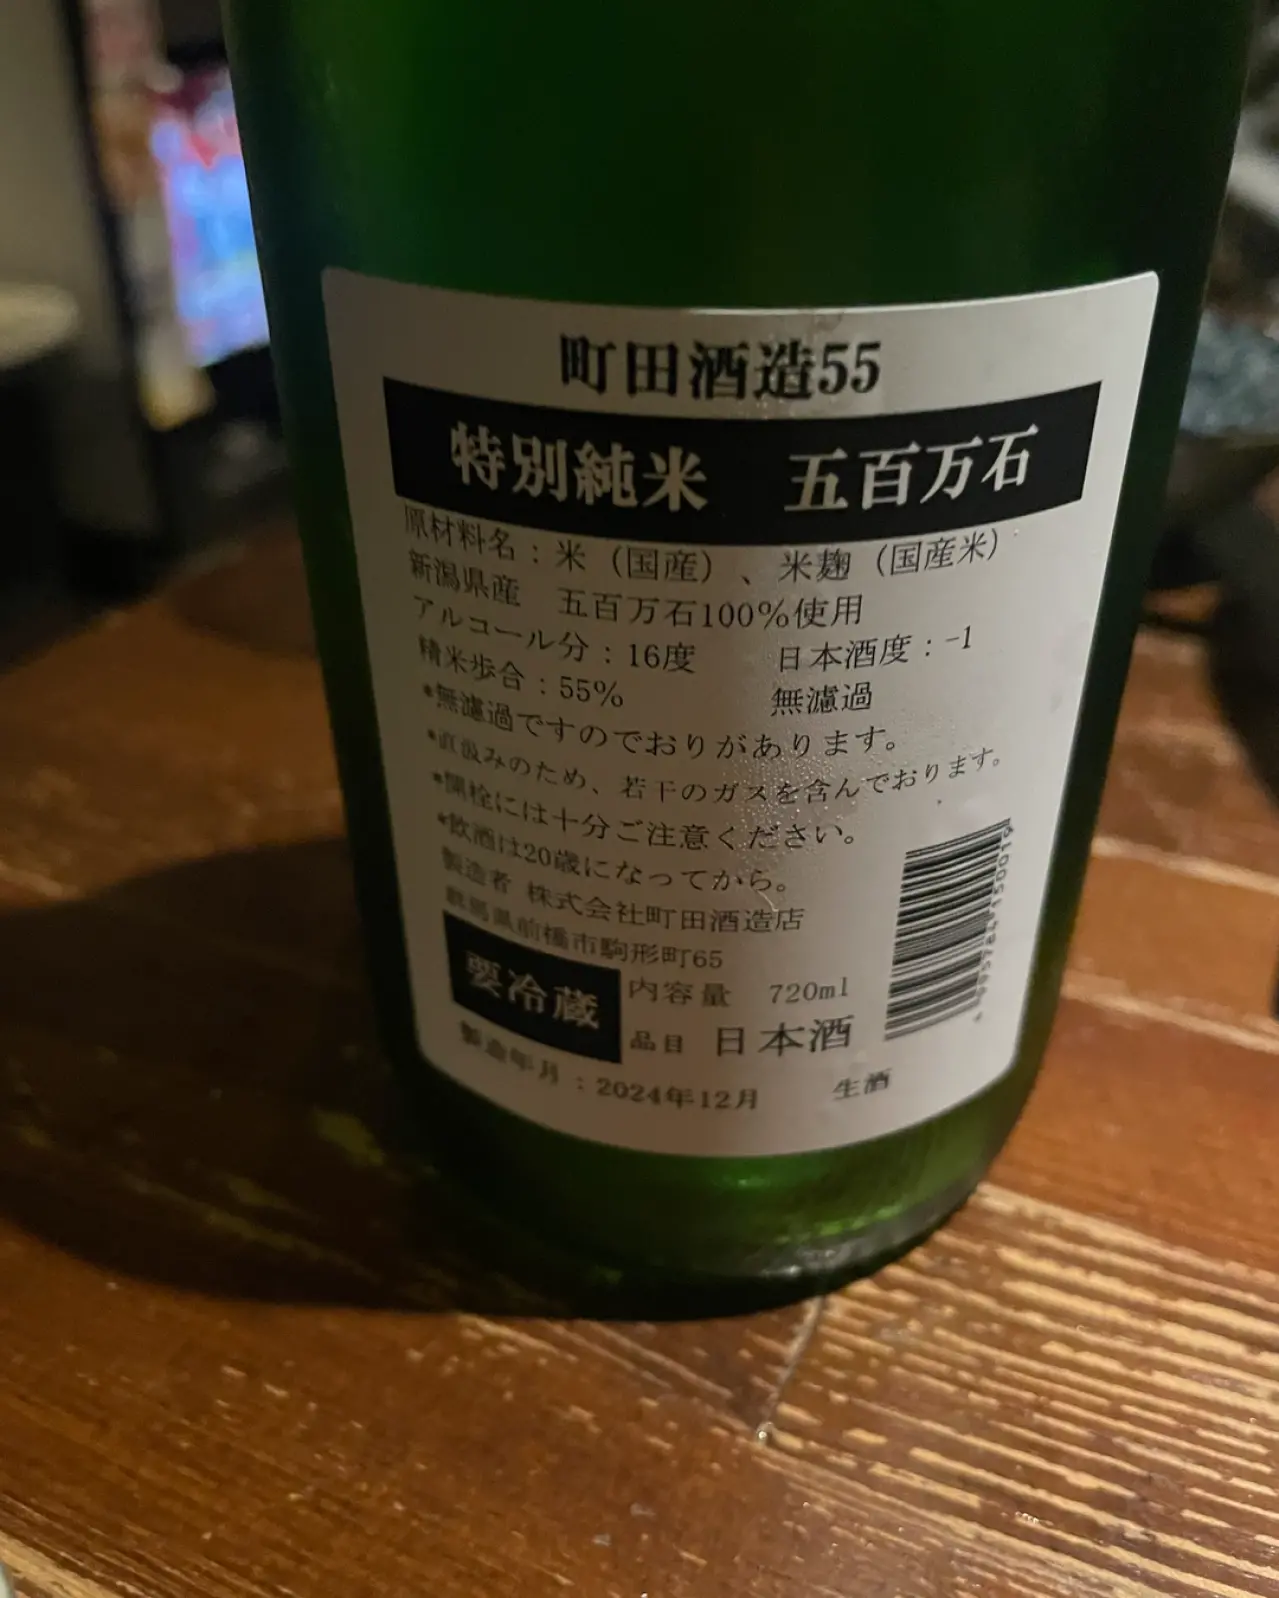 町田酒造55
特別純米　五百万石
原材料名：米（国産）、米麹（国産米）
新潟県産　五百万石100％使用
アルコール分：16度　日本酒度：-1
精米歩合：55％　無濾過
*無濾過ですのでおりがあります。
*直汲みのため、若干のガスを含んでおります。
*開栓には十分ご注意ください。
*飲酒は20歳になってから。
製造者 株式会社町田酒造店
群馬県前橋市駒形町65
要冷蔵
内容量　720ml
品目　日本酒
製造年月：2024年12月　生酒